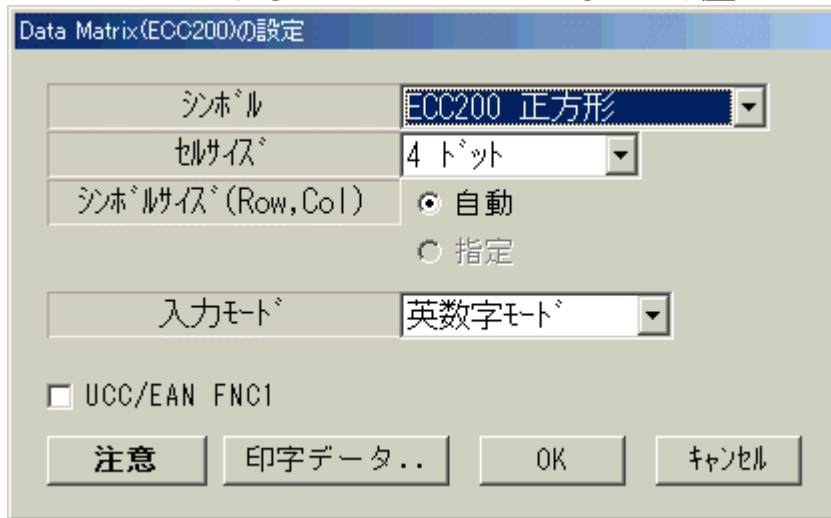 Data Matrix(ECC200)の設定
ｼﾝﾎﾞﾙ ECC200 正方形
ｾﾙｻｲｽﾞ 4 ﾄﾞｯﾄ
ｼﾝﾎﾞﾙｻｲｽﾞ(Row,Col) 自動
指定
入力ﾓｰﾄﾞ 英数字ﾓｰﾄﾞ
UCC/EAN FNC1
注意 印字データ.. OK ｷｬﾝｾﾙ